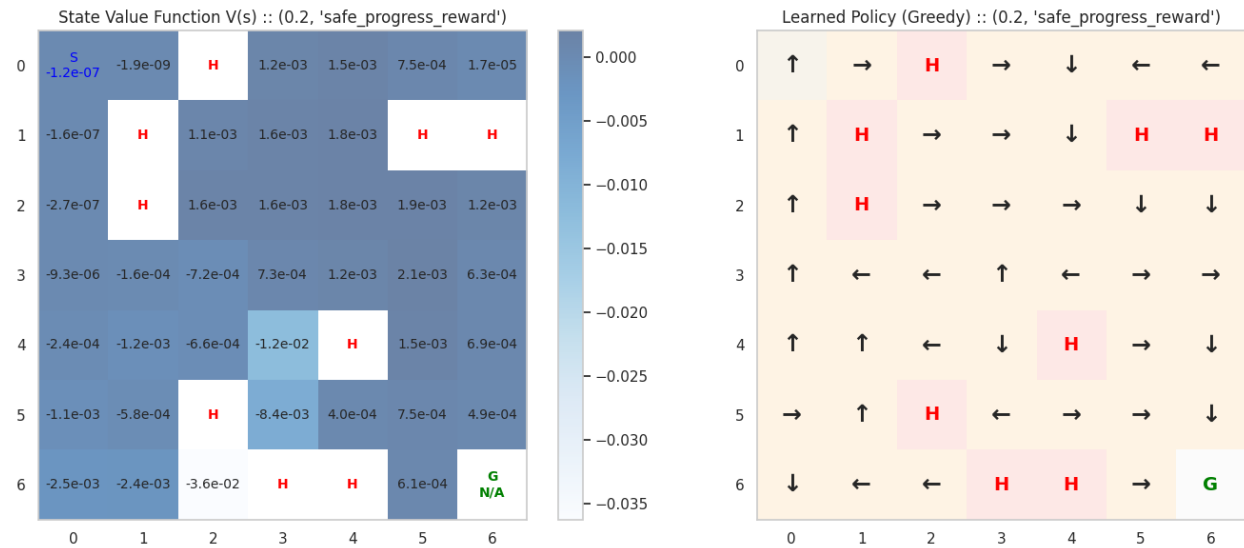 State Value Function V(s) :: (0.2, 'safe_progress_reward')
0 S -1.2e-07 -1.9e-09 H 1.2e-03 1.5e-03 7.5e-04 1.7e-05
1 -1.6e-07 H 1.1e-03 1.6e-03 1.8e-03 H H
2 -2.7e-07 H 1.6e-03 1.6e-03 1.8e-03 1.9e-03 1.2e-03
3 -9.3e-06 -1.6e-04 -7.2e-04 7.3e-04 1.2e-03 2.1e-03 6.3e-04
4 -2.4e-04 -1.2e-03 -6.6e-04 -1.2e-02 H 1.5e-03 6.9e-04
5 -1.1e-03 -5.8e-04 H -8.4e-03 4.0e-04 7.5e-04 4.9e-04
6 -2.5e-03 -2.4e-03 -3.6e-02 H H 6.1e-04 G N/A
0 1 2 3 4 5 6
0.000
−0.005
−0.010
−0.015
−0.020
−0.025
−0.030
−0.035
Learned Policy (Greedy) :: (0.2, 'safe_progress_reward')
0 ↑ → H → ↓ ← ←
1 ↑ H → → ↓ H H
2 ↑ H → → → ↓ ↓
3 ↑ ← ← ↑ ← → →
4 ↑ ↑ ← ↓ H → ↓
5 → ↑ H ← → → ↓
6 ↓ ← ← H H → G
0 1 2 3 4 5 6